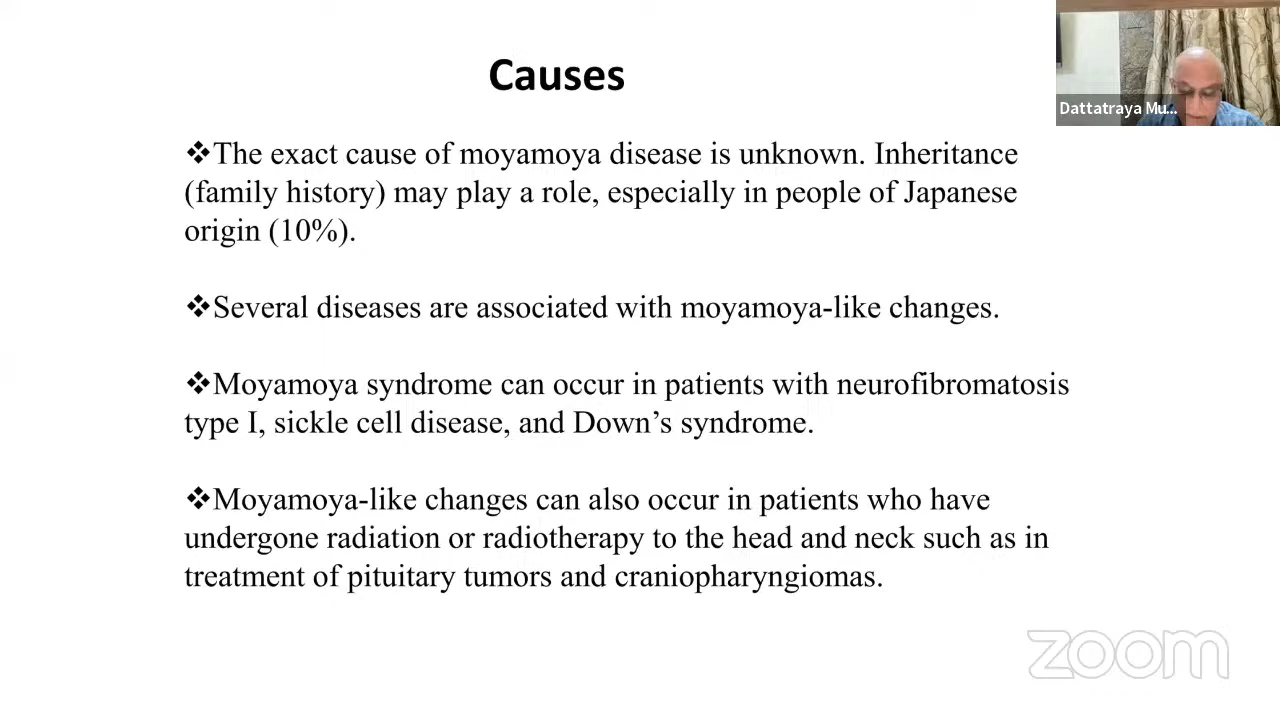 Causes
Dattatraya Mu...
❖The exact cause of moyamoya disease is unknown. Inheritance
(family history) may play a role, especially in people of Japanese
origin (10%).
❖Several diseases are associated with moyamoya-like changes.
❖Moyamoya syndrome can occur in patients with neurofibromatosis
type I, sickle cell disease, and Down’s syndrome.
❖Moyamoya-like changes can also occur in patients who have
undergone radiation or radiotherapy to the head and neck such as in
treatment of pituitary tumors and craniopharyngiomas.
zoom